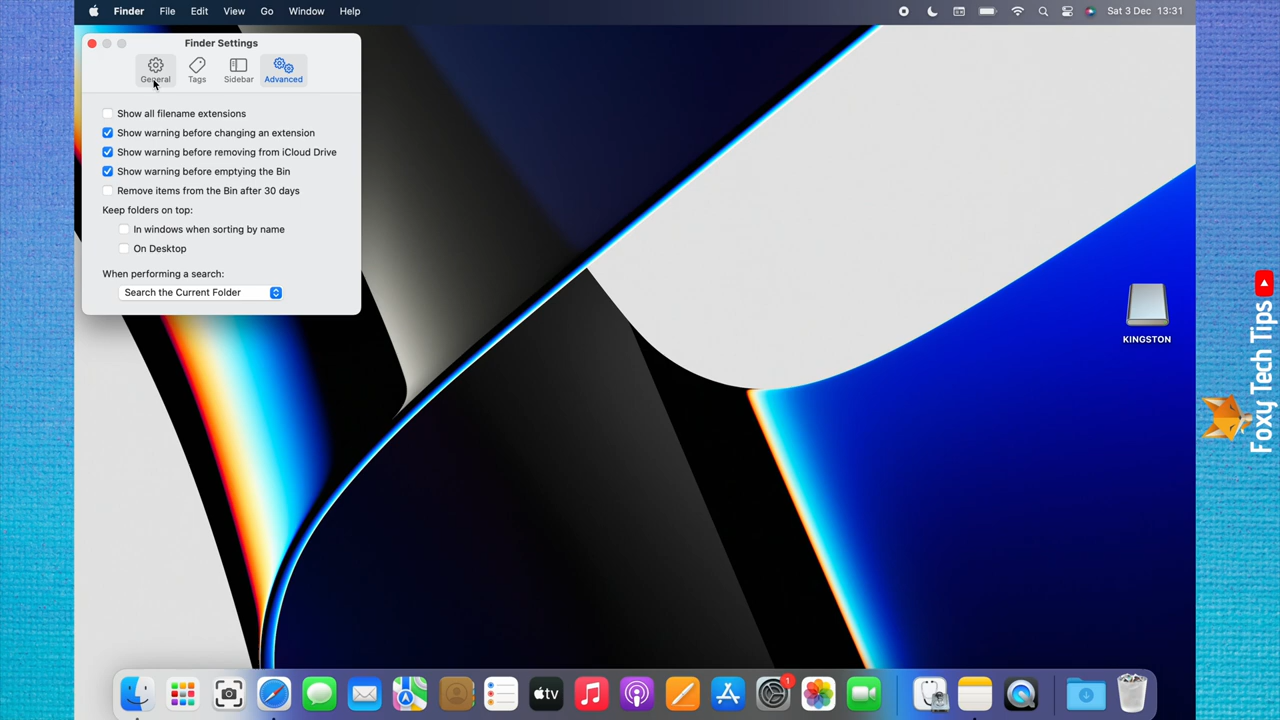 Finder File Edit View Go Window Help
Sat 3 Dec 13:31
Finder Settings
General Tags Sidebar Advanced
Show all filename extensions
Show warning before changing an extension
Show warning before removing from iCloud Drive
Show warning before emptying the Bin
Remove items from the Bin after 30 days
Keep folders on top:
In windows when sorting by name
On Desktop
When performing a search:
Search the Current Folder
KINGSTON
Foxy Tech Tips
tv
1